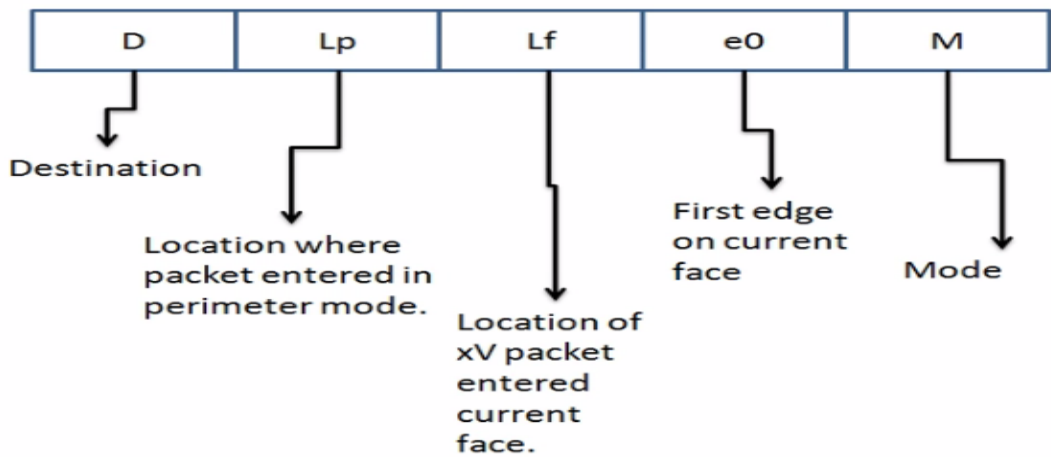 D Lp Lf e0 M
Destination
Location where
packet entered in
perimeter mode.
Location of
xV packet
entered
current
face.
First edge
on current
face
Mode